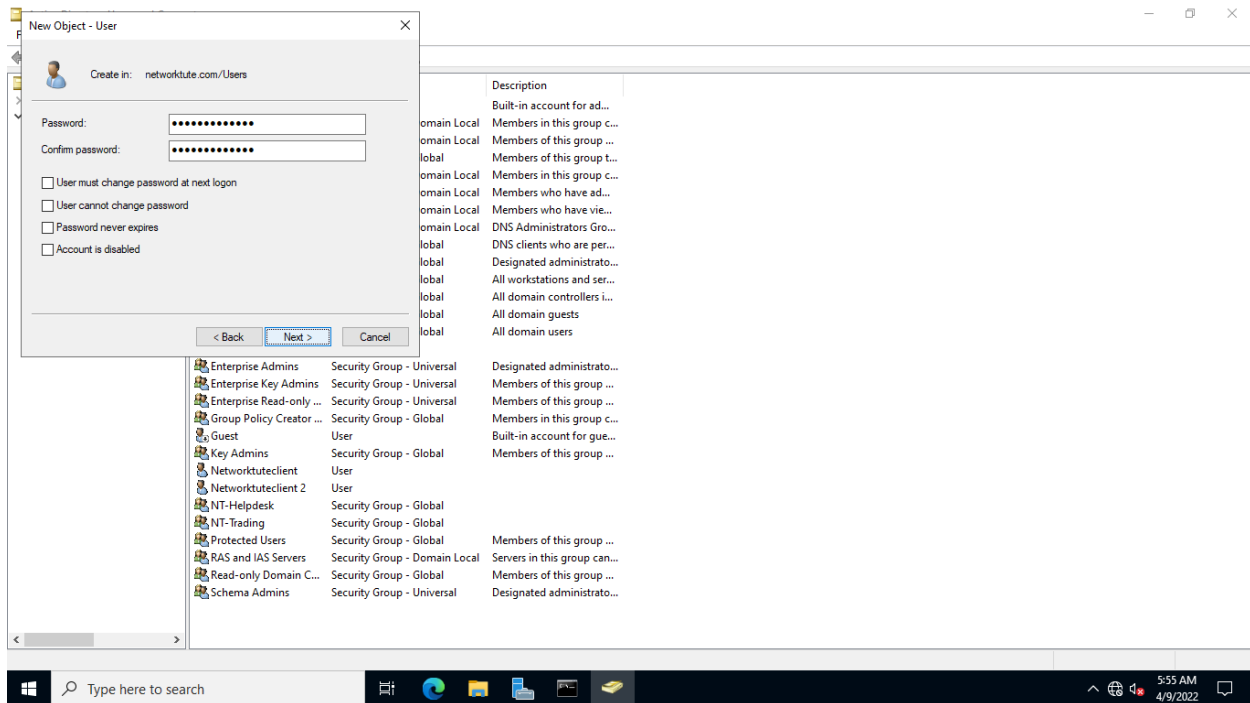 New Object - User
Create in: networktute.com/Users
Password:
Confirm password:
User must change password at next logon
User cannot change password
Password never expires
Account is disabled
< Back
Next >
Cancel
Description
Built-in account for ad...
omain Local Members in this group c...
omain Local Members of this group ...
lobal Members of this group t...
omain Local Members in this group c...
omain Local Members who have ad...
omain Local Members who have vie...
omain Local DNS Administrators Gro...
lobal DNS clients who are per...
lobal Designated administrato...
lobal All workstations and ser...
lobal All domain controllers i...
lobal All domain guests
lobal All domain users
Enterprise Admins Security Group - Universal Designated administrato...
Enterprise Key Admins Security Group - Universal Members of this group ...
Enterprise Read-only ... Security Group - Universal Members of this group ...
Group Policy Creator ... Security Group - Global Members in this group c...
Guest User Built-in account for gue...
Key Admins Security Group - Global Members of this group ...
Networktuteclient User
Networktuteclient 2 User
NT-Helpdesk Security Group - Global
NT-Trading Security Group - Global
Protected Users Security Group - Global Members of this group ...
RAS and IAS Servers Security Group - Domain Local Servers in this group can...
Read-only Domain C... Security Group - Global Members of this group ...
Schema Admins Security Group - Universal Designated administrato...
Type here to search
5:55 AM
4/9/2022